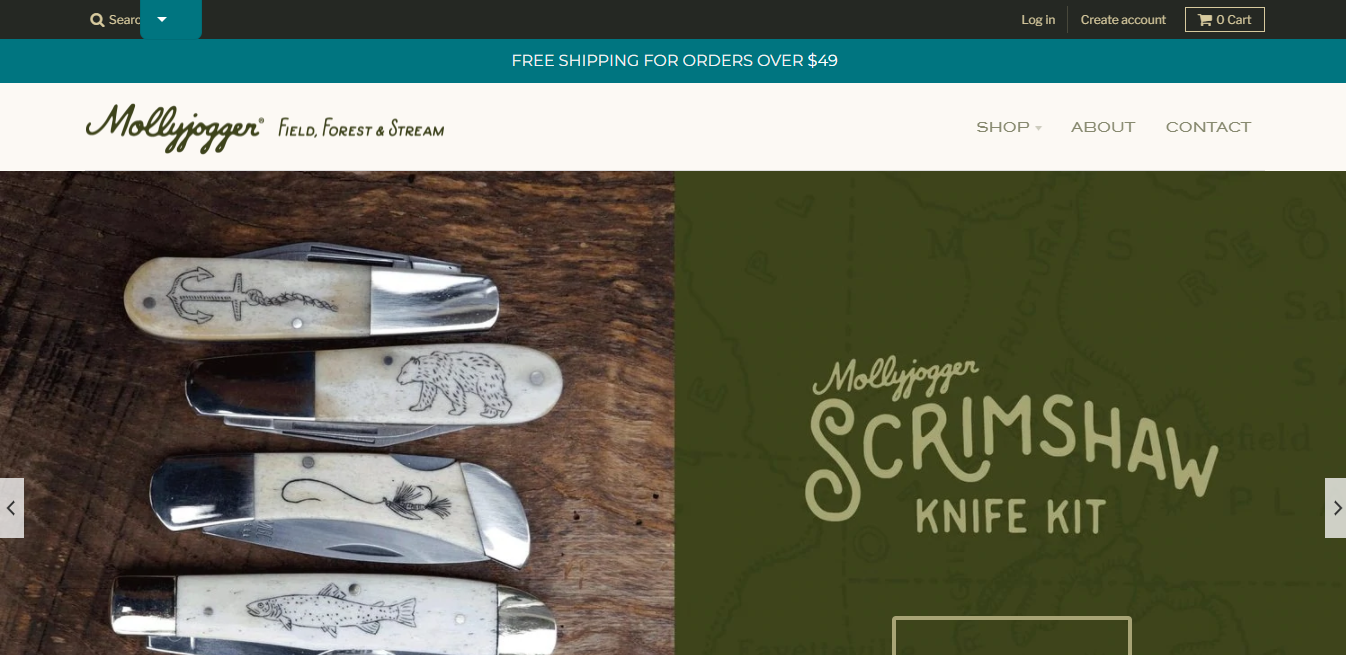 Searc
Log in
Create account
0 Cart
FREE SHIPPING FOR ORDERS OVER $49
Mollyjogger® FIELD, FOREST & STREAM
SHOP
ABOUT
CONTACT
Mollyjogger
SCRIMSHAW
KNIFE KIT